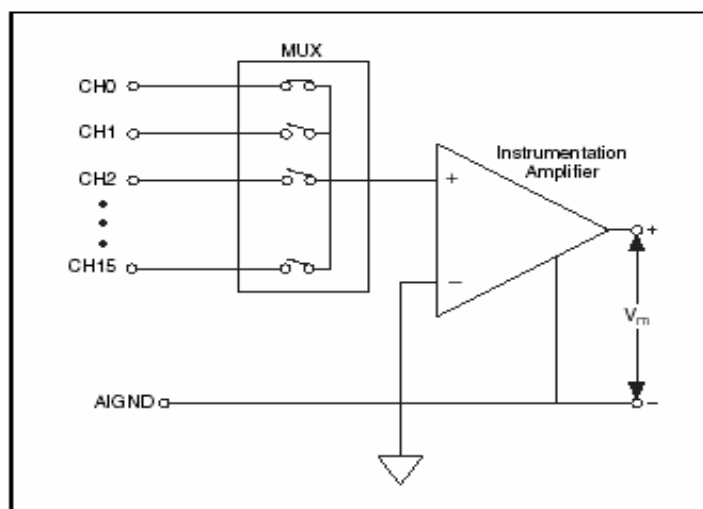 MUX
CH0
CH1
CH2
CH15
Instrumentation
Amplifier
+
−
+
Vm
−
AIGND